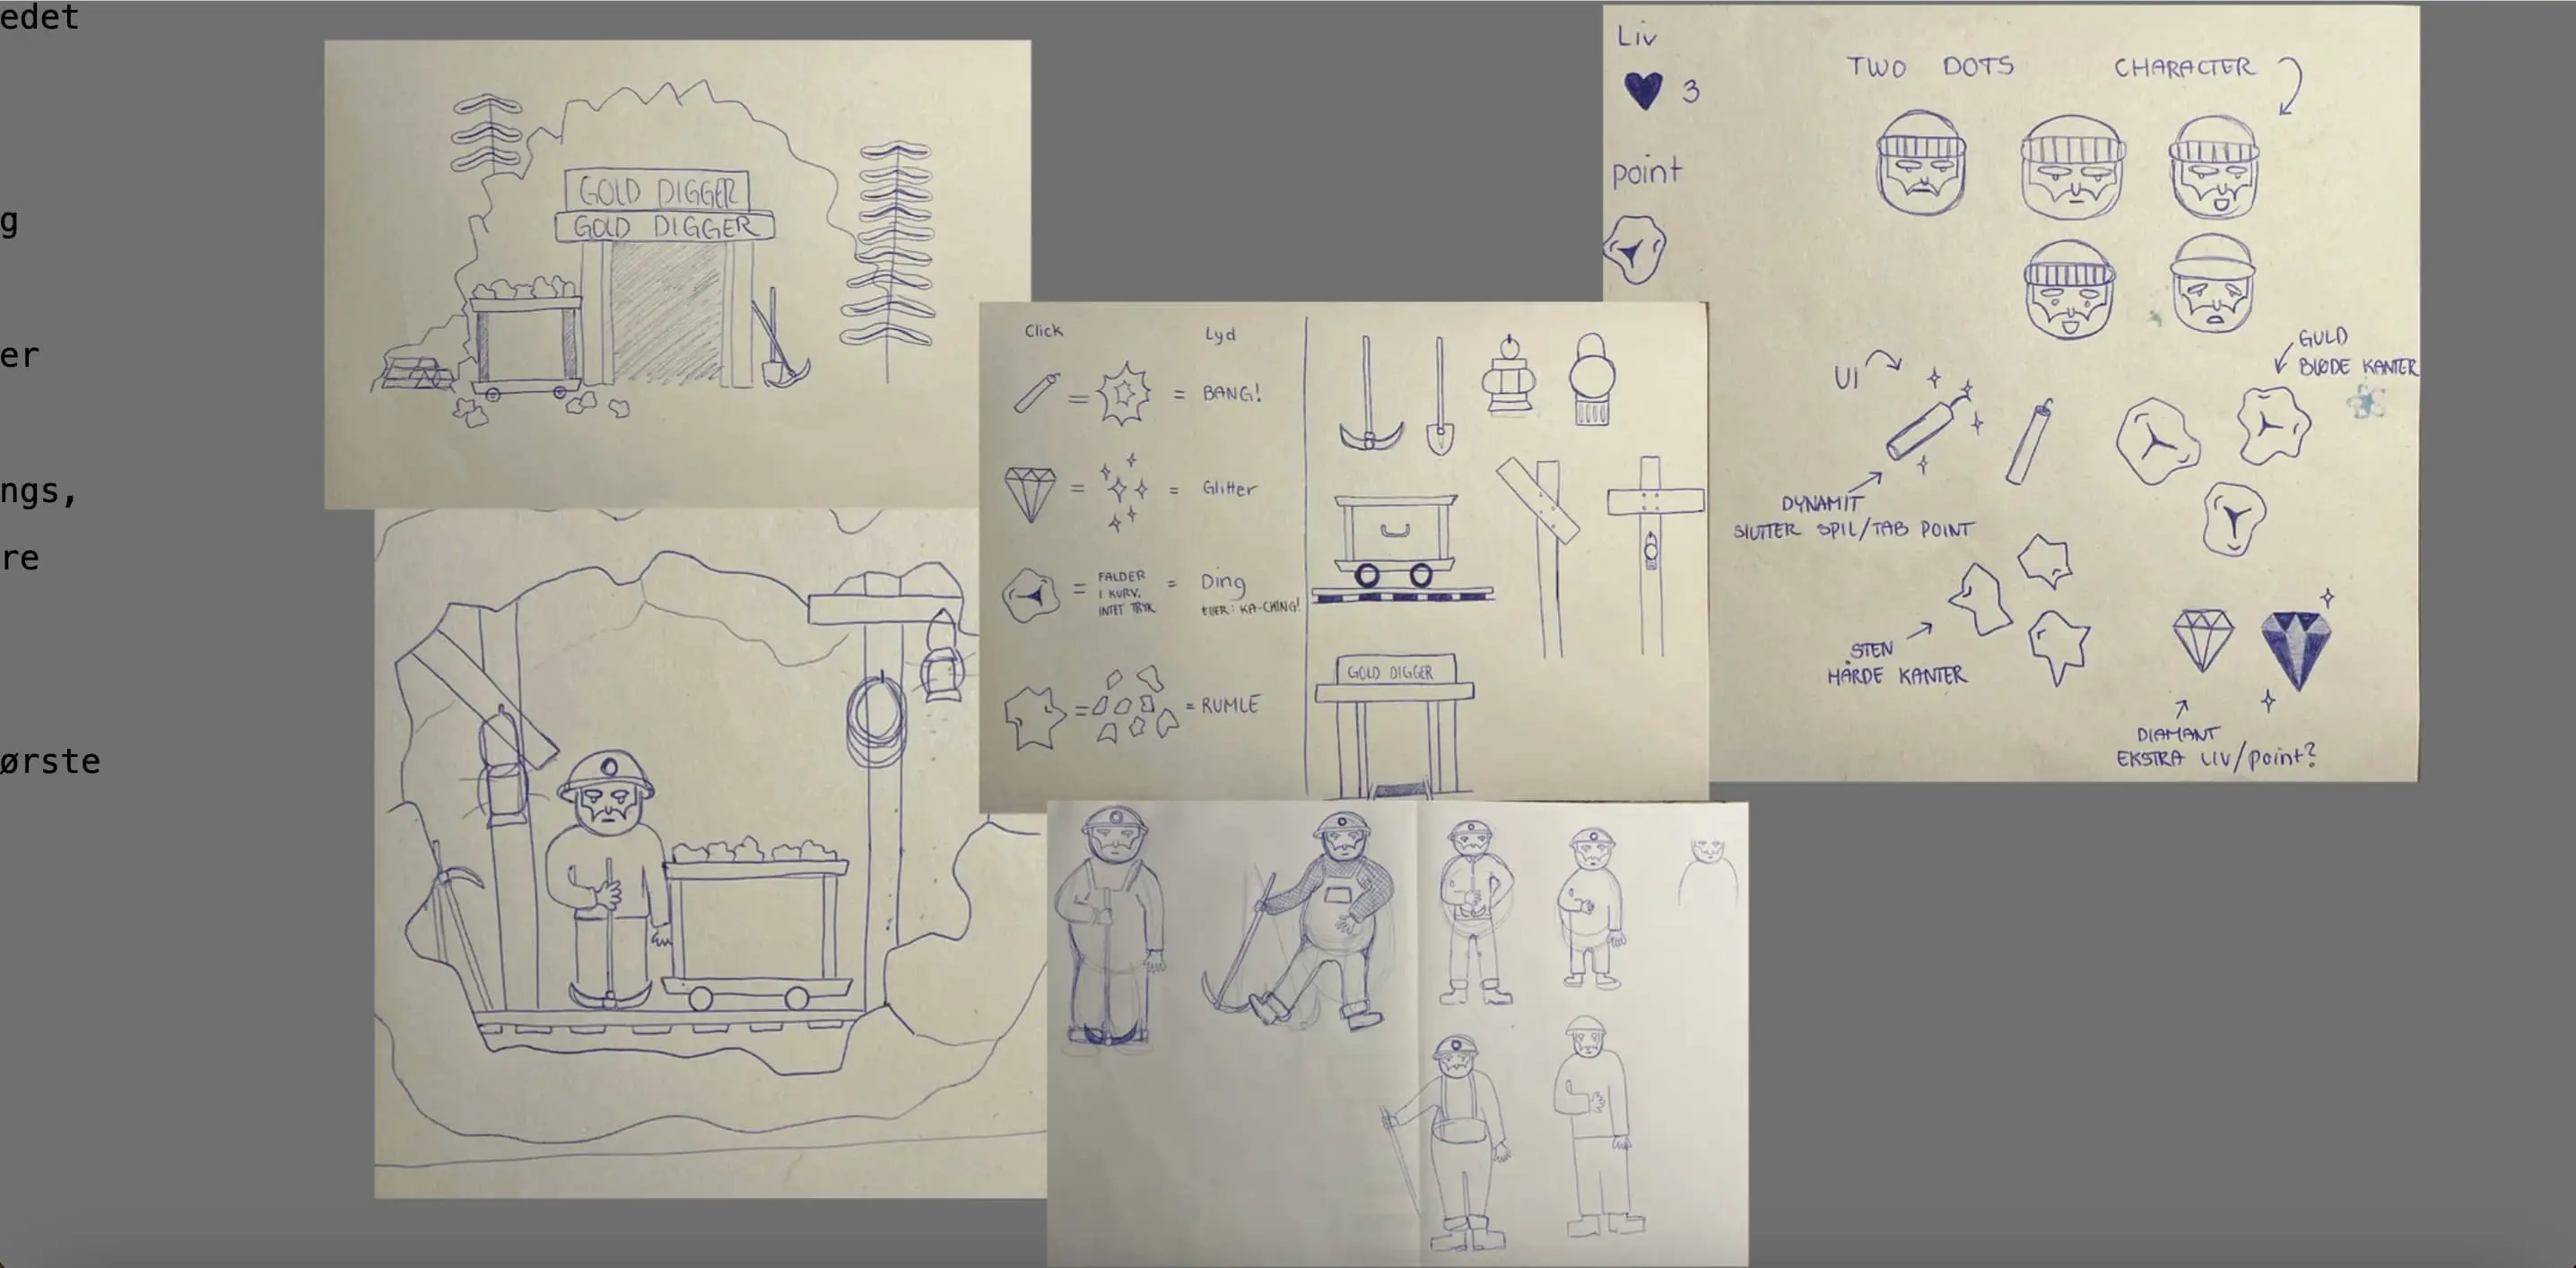 edet
g
er
ngs,
re
ørste
GOLD DIGGER
GOLD DIGGER
Click
Lyd
= = BANG!
= = Glitter
= FALDER
I KURV.
INTET TRYK
= Ding
ELLER: KA-CHING!
= = RUMLE
GOLD DIGGER
Liv
3
point
TWO DOTS CHARACTER
UI
GULD
BLØDE KANTER
DYNAMIT
SLUTTER SPIL/TAB POINT
STEN
HÅRDE KANTER
DIAMANT
EKSTRA LIV/point?